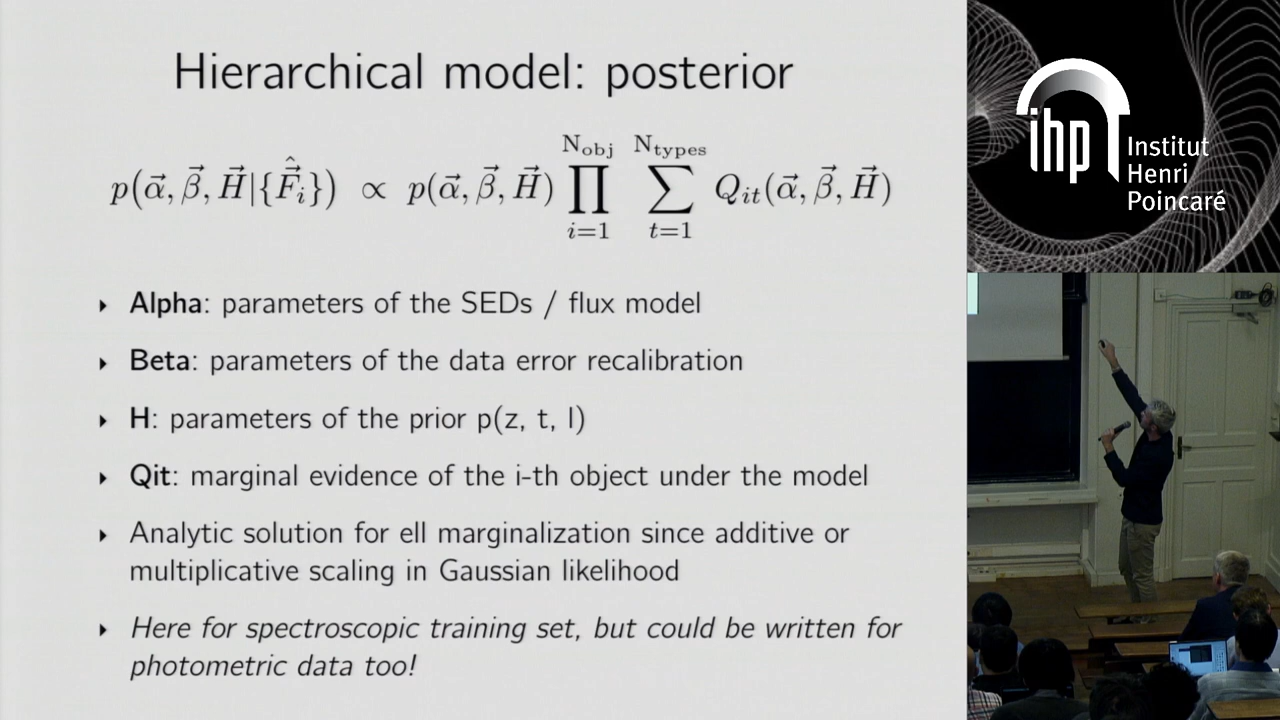 Hierarchical model: posterior
p(α⃗, β⃗, H⃗|{F̂⃗ᵢ}) ∝ p(α⃗, β⃗, H⃗) ∏_{i=1}^{N_obj} ∑_{t=1}^{N_types} Q_{it}(α⃗, β⃗, H⃗)
‣ Alpha: parameters of the SEDs / flux model
‣ Beta: parameters of the data error recalibration
‣ H: parameters of the prior p(z, t, l)
‣ Qit: marginal evidence of the i-th object under the model
‣ Analytic solution for ell marginalization since additive or
multiplicative scaling in Gaussian likelihood
‣ Here for spectroscopic training set, but could be written for
photometric data too!
ihp
Institut
Henri
Poincaré